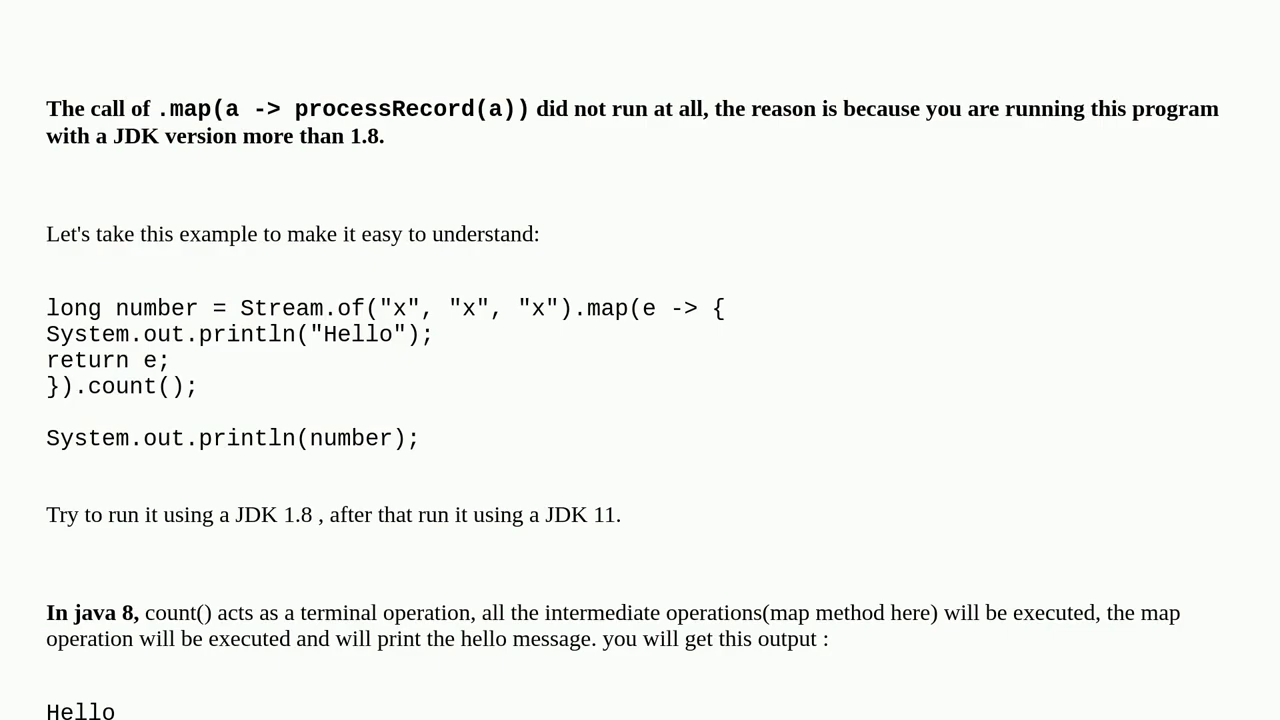 The call of .map(a -> processRecord(a)) did not run at all, the reason is because you are running this program
with a JDK version more than 1.8.
Let's take this example to make it easy to understand:
long number = Stream.of("x", "x", "x").map(e -> {
System.out.println("Hello");
return e;
}).count();
System.out.println(number);
Try to run it using a JDK 1.8 , after that run it using a JDK 11.
In java 8, count() acts as a terminal operation, all the intermediate operations(map method here) will be executed, the map
operation will be executed and will print the hello message. you will get this output :
Hello